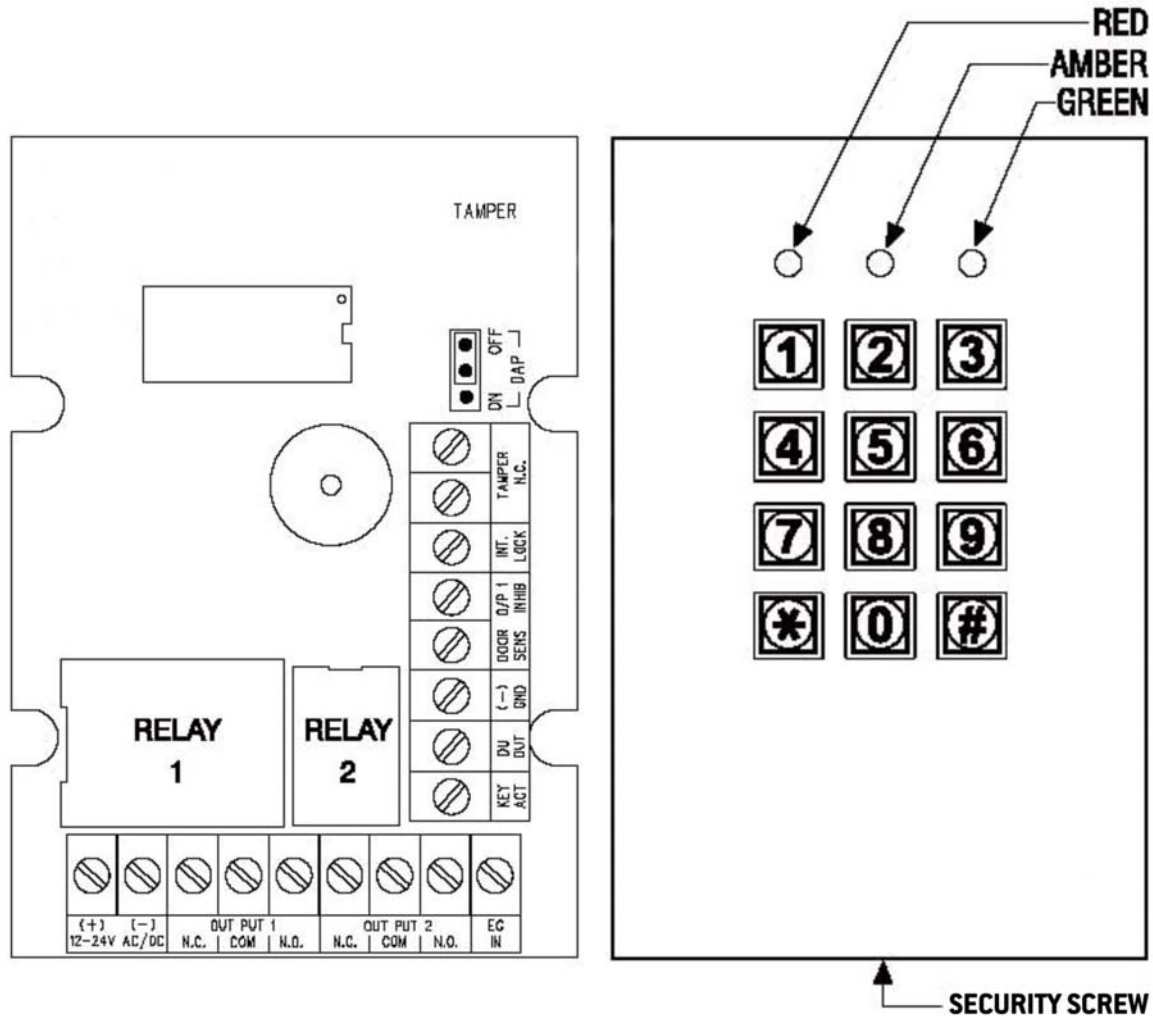 RED
AMBER
GREEN
TAMPER
OFF
ON
DAP
TAMPER
N.C.
INT.
LOCK
O/P 1
INHIB
DOOR
SENS
(-)
GND
DU
OUT
KEY
ACT
RELAY
1
RELAY
2
(+) (-) OUT PUT 1 OUT PUT 2 EG
12-24V AC/DC N.C. COM N.O. N.C. COM N.O. IN
1 2 3
4 5 6
7 8 9
* 0 #
SECURITY SCREW